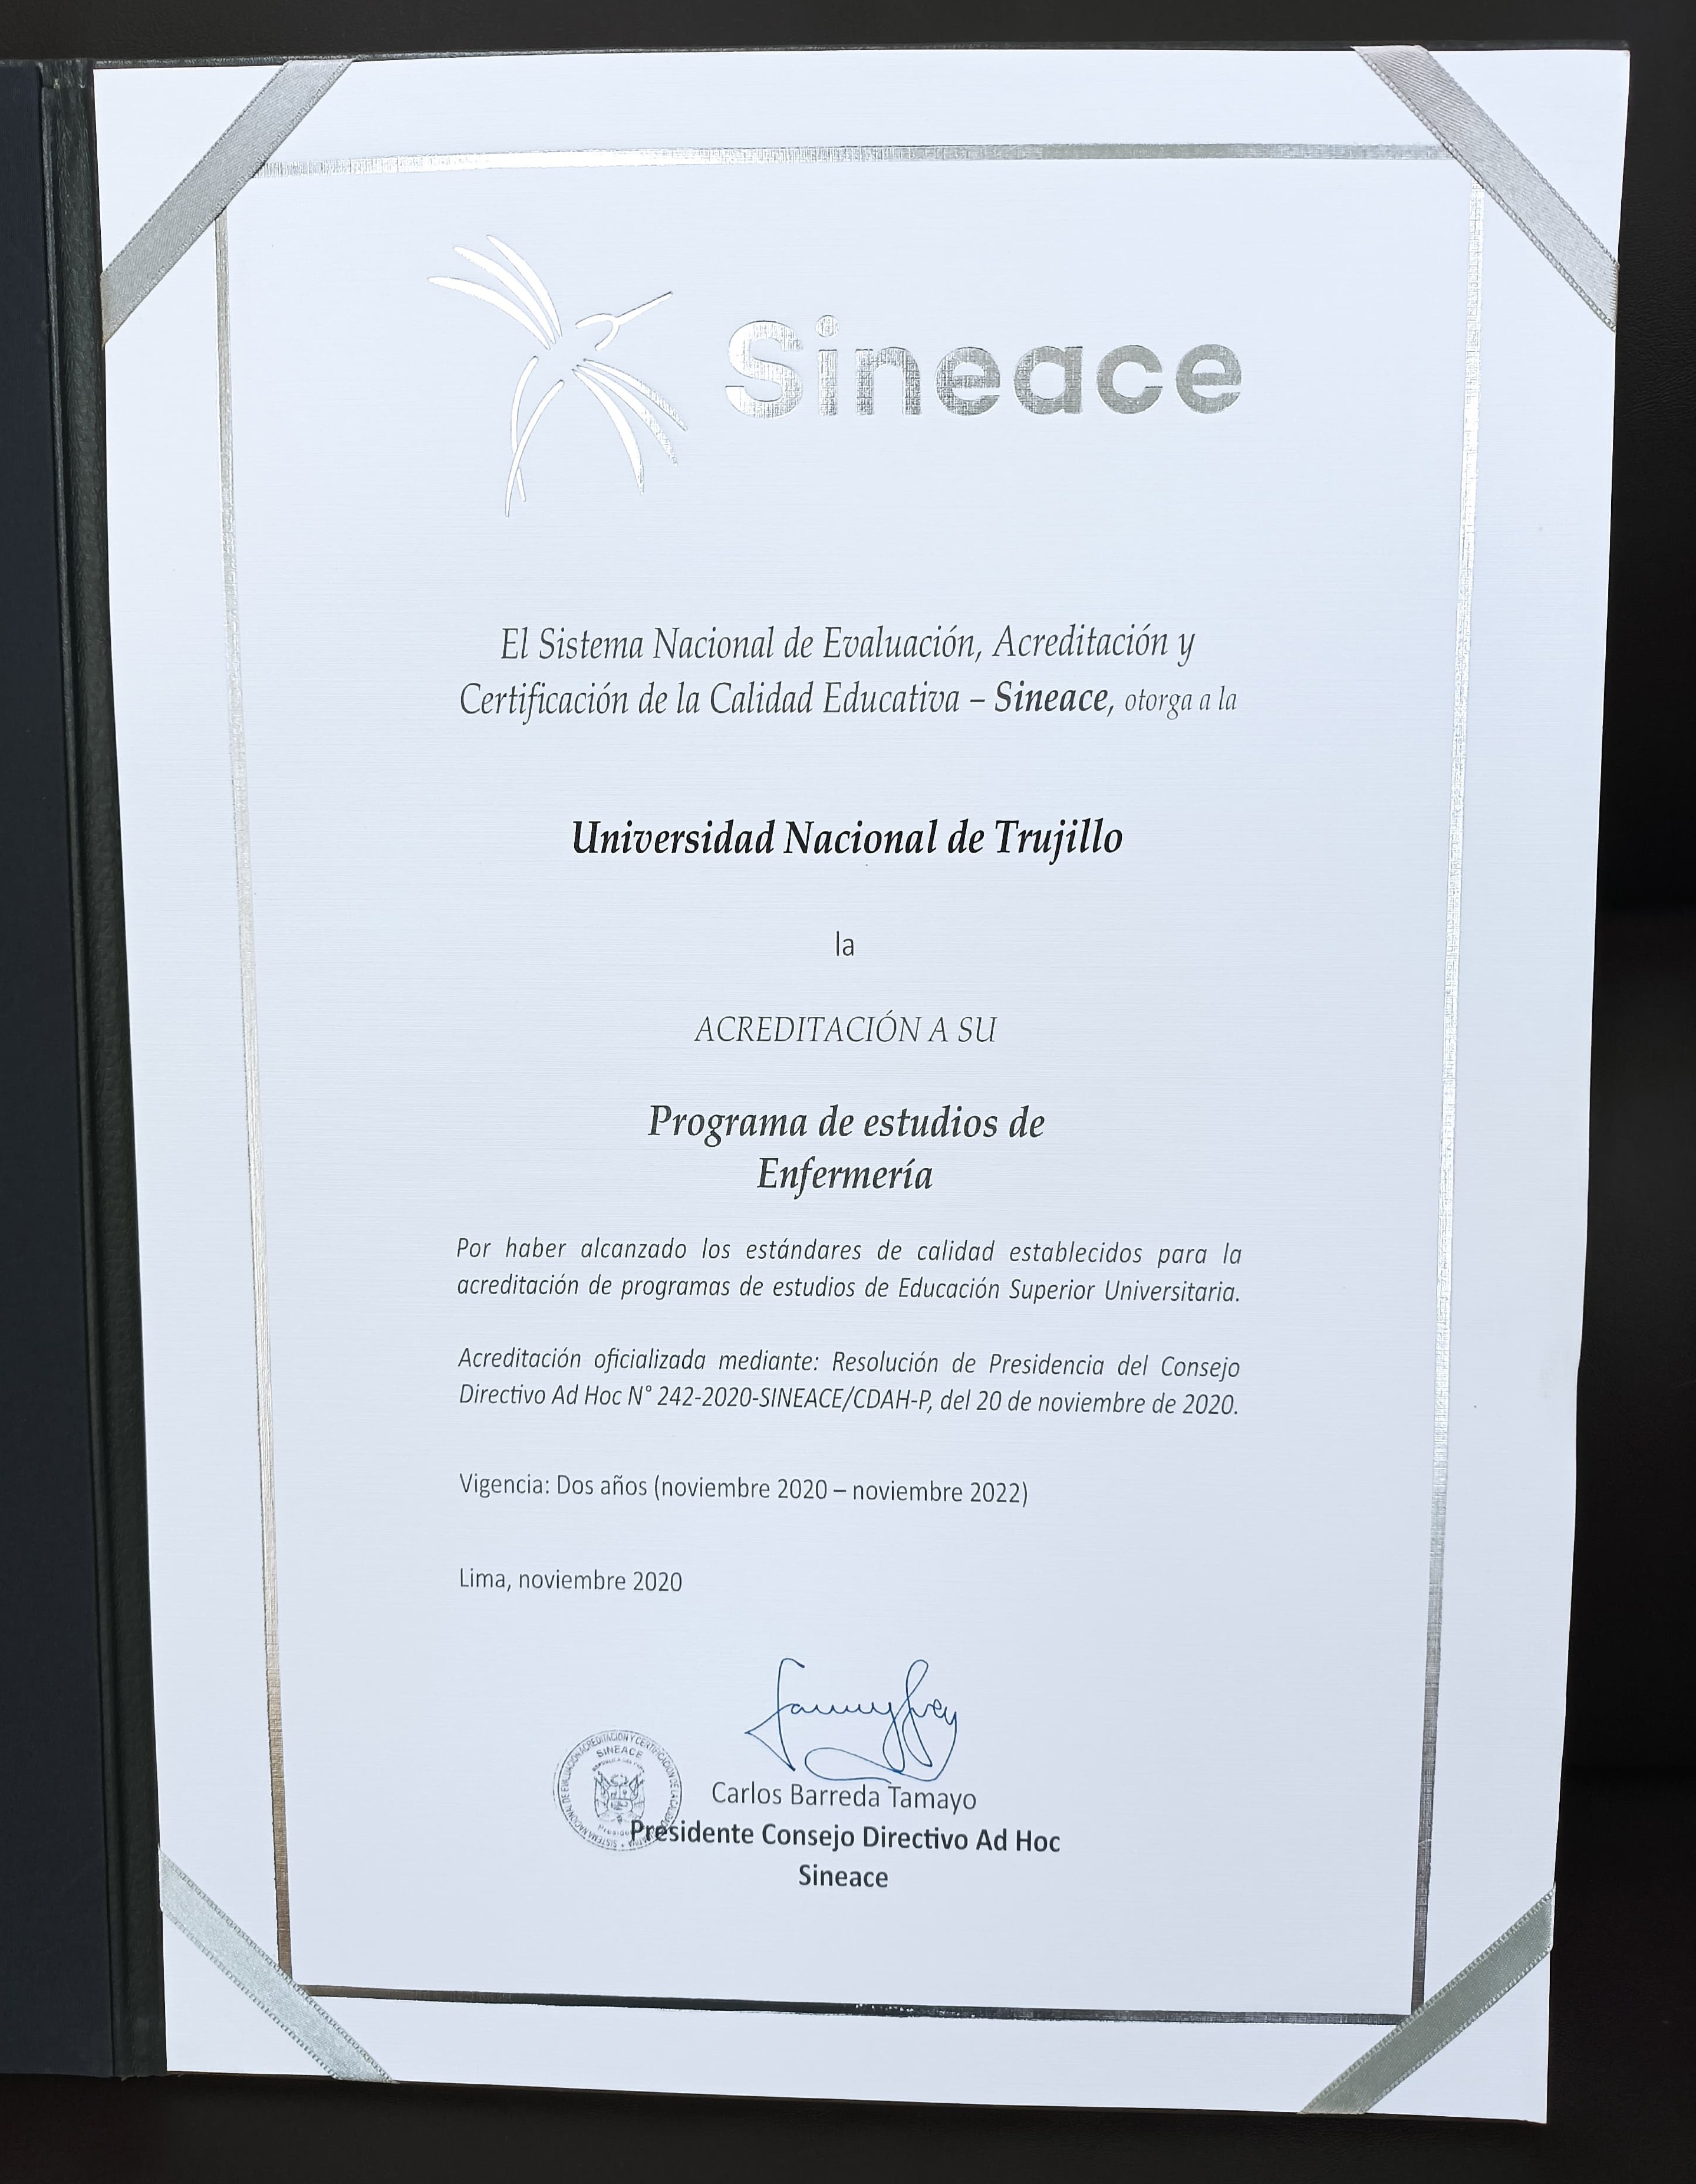 Sineace
El Sistema Nacional de Evaluación, Acreditación y
Certificación de la Calidad Educativa – Sineace, otorga a la
Universidad Nacional de Trujillo
la
ACREDITACIÓN A SU
Programa de estudios de
Enfermería
Por haber alcanzado los estándares de calidad establecidos para la
acreditación de programas de estudios de Educación Superior Universitaria.
Acreditación oficializada mediante: Resolución de Presidencia del Consejo
Directivo Ad Hoc N° 242-2020-SINEACE/CDAH-P, del 20 de noviembre de 2020.
Vigencia: Dos años (noviembre 2020 – noviembre 2022)
Lima, noviembre 2020
SISTEMA NACIONAL DE EVALUACIÓN ACREDITACIÓN Y CERTIFICACIÓN DE LA CALIDAD
SINEACE
Carlos Barreda Tamayo
Presidente Consejo Directivo Ad Hoc
Sineace